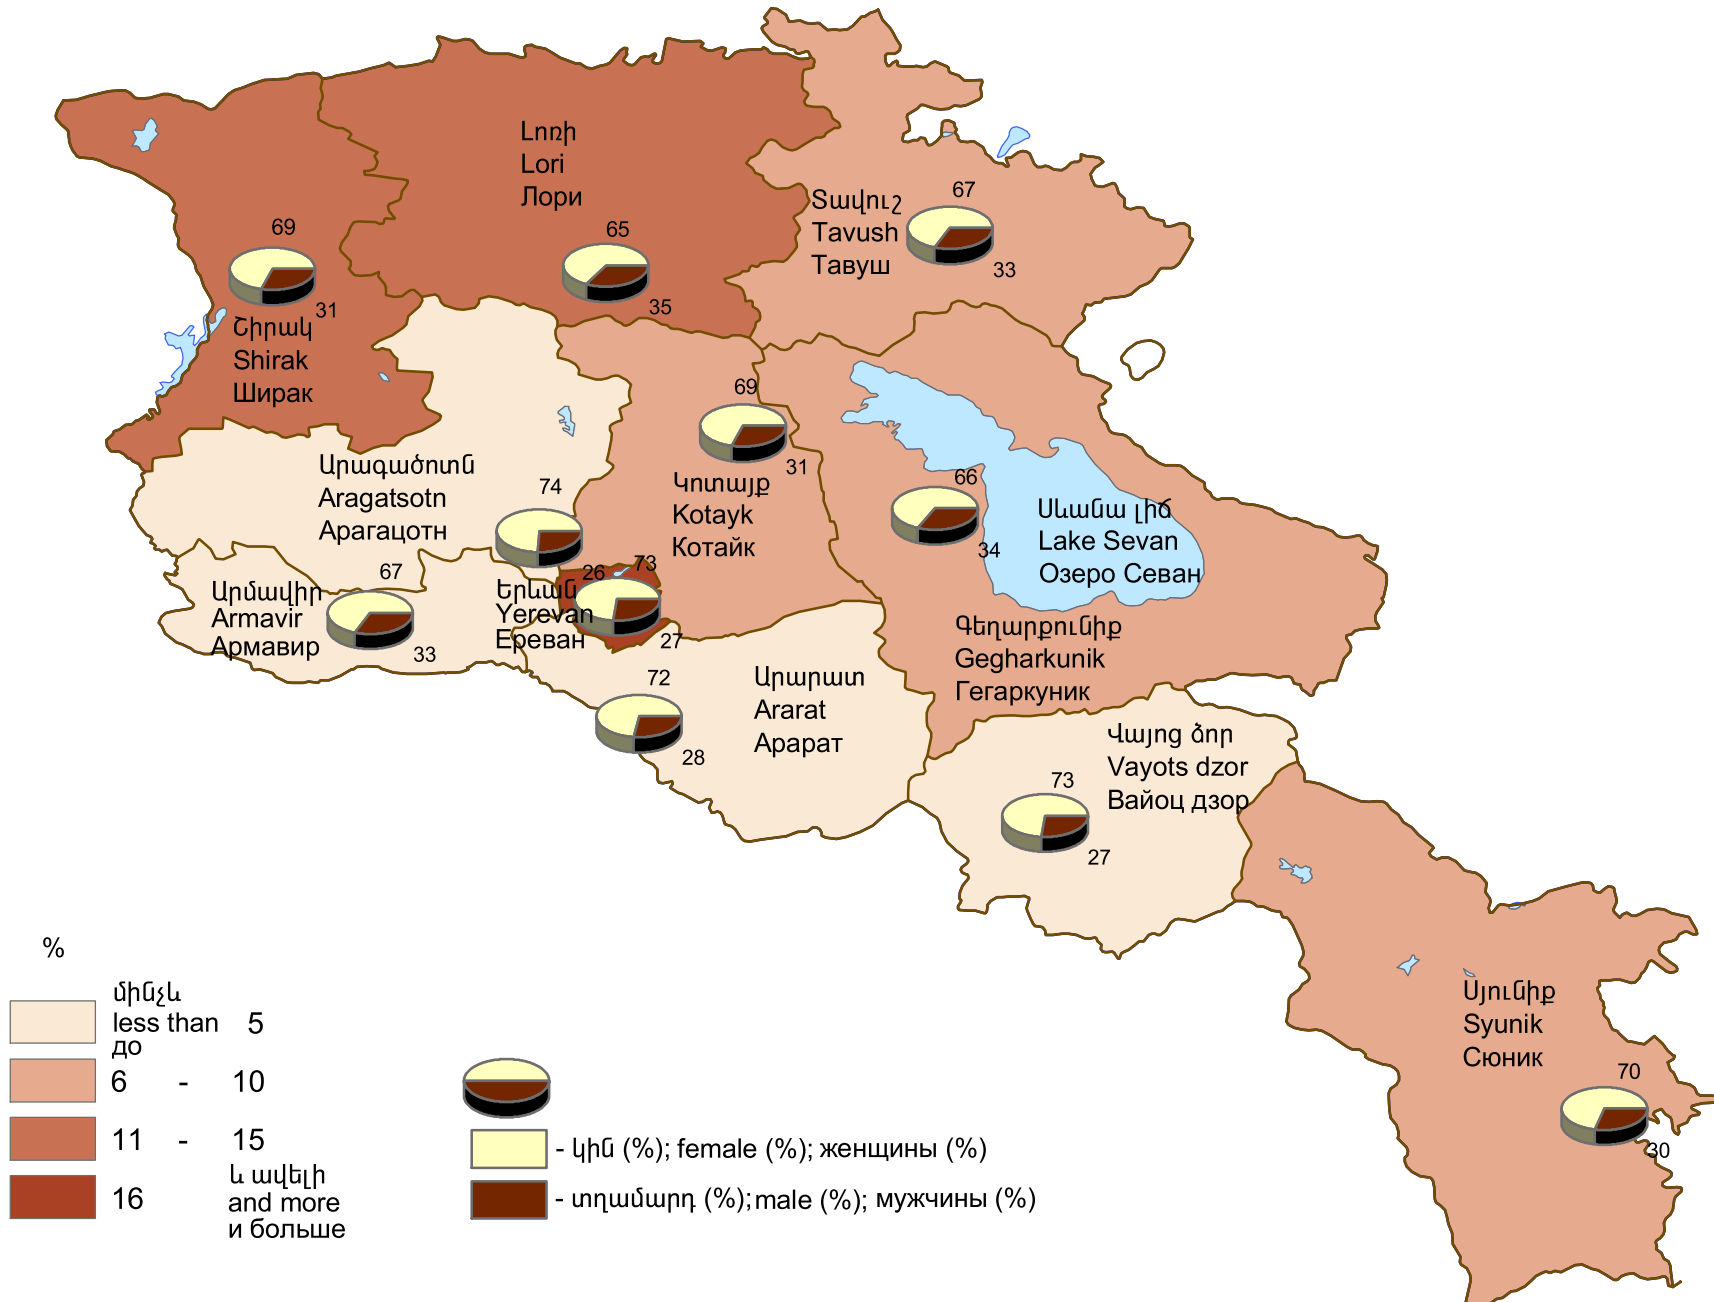 Լոռի
Lori
Лори
65
35
69
31
Շիրակ
Shirak
Ширак
67
Տավուշ
Tavush
Тавуш
33
69
31
Կոտայք
Kotayk
Котайк
66
34
Սևանա լիճ
Lake Sevan
Озеро Севан
Գեղարքունիք
Gegharkunik
Гегаркуник
Արագածոտն
Aragatsotn
Арагацотн
74
26
67
Արմավիր
Armavir
Армавир
33
73
Երևան
Yerevan
Ереван
27
72
28
Արարատ
Ararat
Арарат
Վայոց ձոր
Vayots dzor
Вайоц дзор
73
27
Սյունիք
Syunik
Сюник
70
30
%
մինչև
less than 5
до
6 - 10
11 - 15
16 և ավելի
and more
и больше
- կին (%); female (%); женщины (%)
- տղամարդ (%); male (%); мужчины (%)